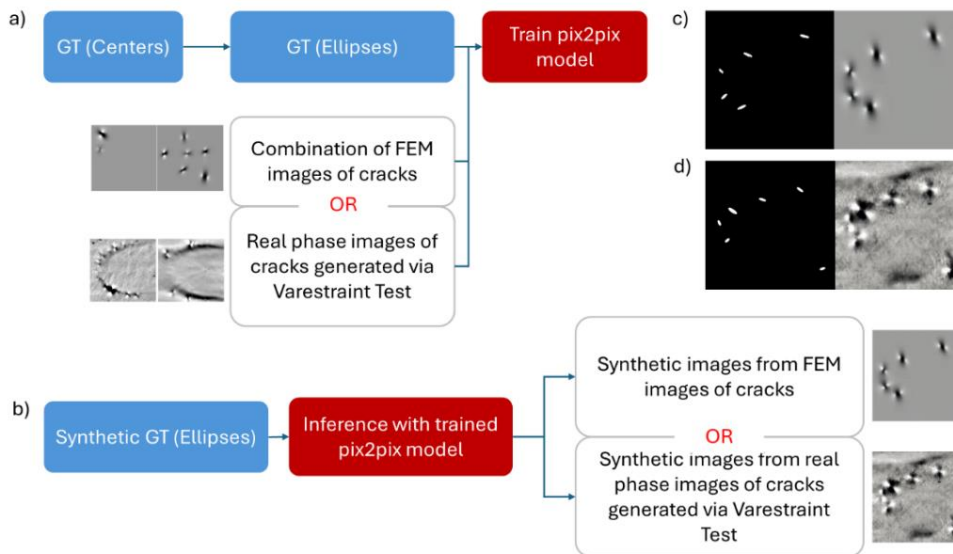 a)
GT (Centers)
GT (Ellipses)
Train pix2pix
model
Combination of FEM
images of cracks
OR
Real phase images of
cracks generated via
Varestraint Test
c)
d)
b)
Synthetic GT (Ellipses)
Inference with trained
pix2pix model
Synthetic images from FEM
images of cracks
OR
Synthetic images from real
phase images of cracks
generated via Varestraint
Test